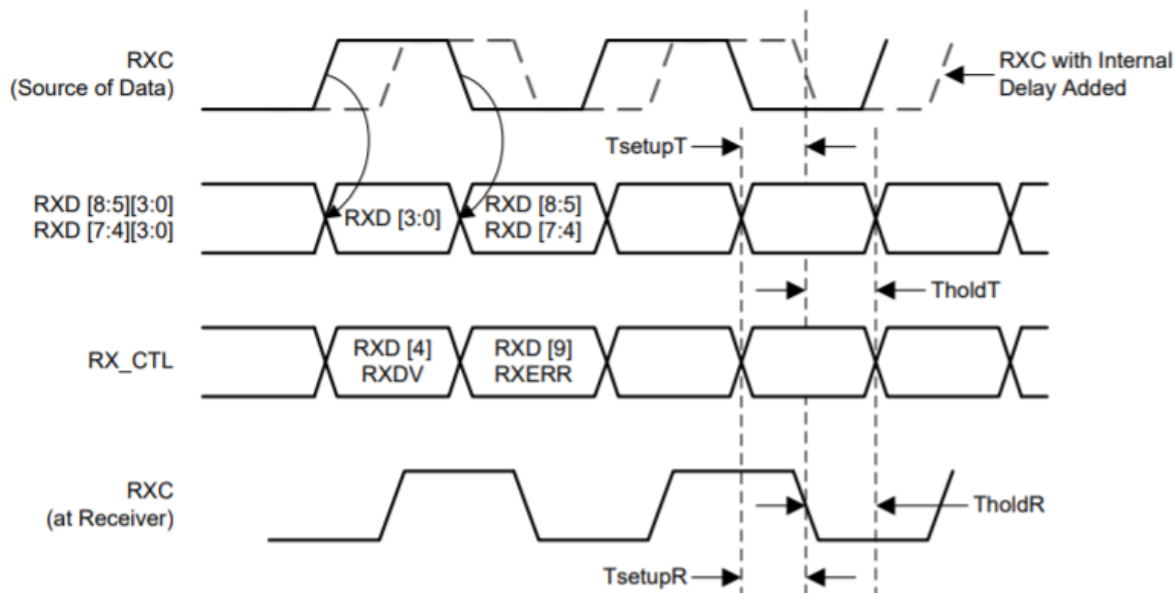 RXC
(Source of Data)
RXC with Internal
Delay Added
TsetupT
RXD [8:5][3:0]
RXD [7:4][3:0]
RXD [3:0]
RXD [8:5]
RXD [7:4]
TholdT
RX_CTL
RXD [4]
RXDV
RXD [9]
RXERR
RXC
(at Receiver)
TholdR
TsetupR